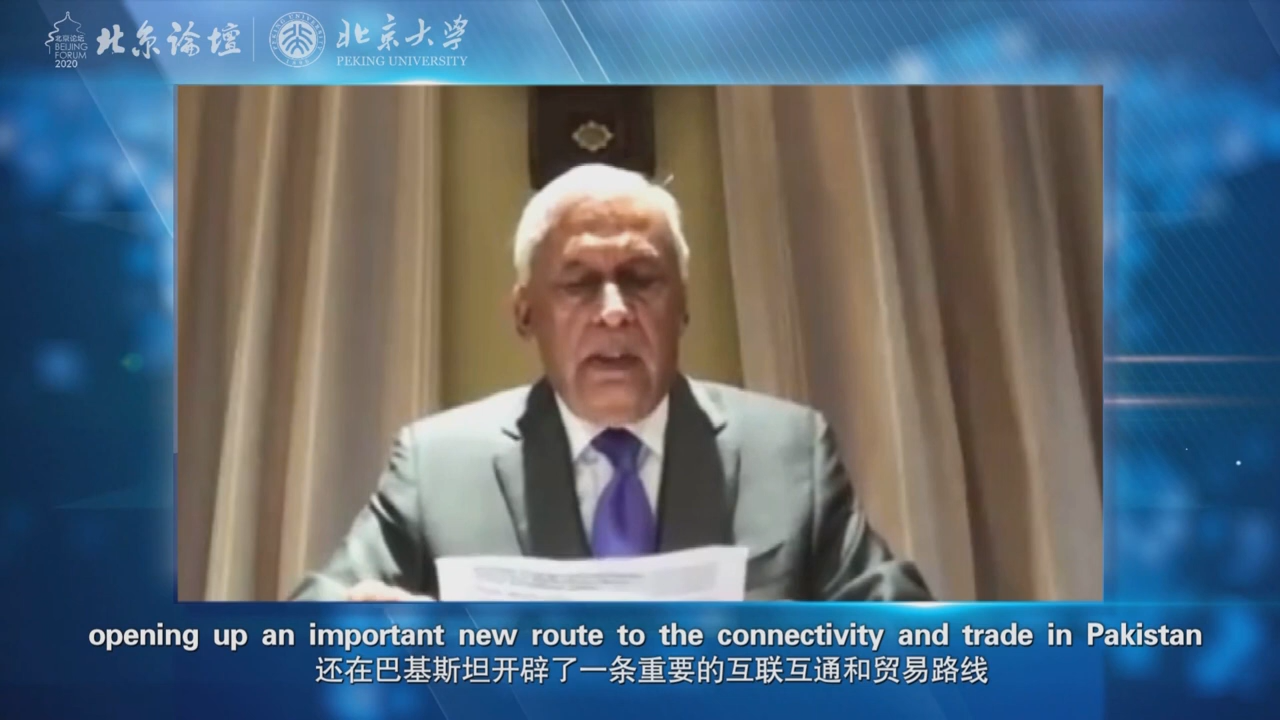 北京论坛
BEIJING
FORUM
2020
北京论坛
北京大学
PEKING UNIVERSITY
opening up an important new route to the connectivity and trade in Pakistan
还在巴基斯坦开辟了一条重要的互联互通和贸易路线